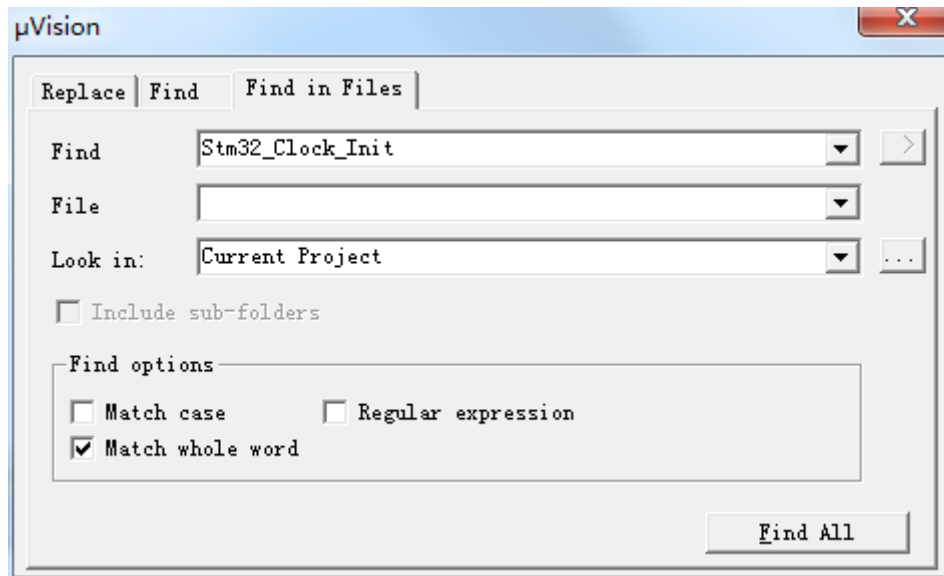 µVision
Replace Find Find in Files
Find Stm32_Clock_Init
File
Look in: Current Project ...
Include sub-folders
Find options
Match case Regular expression
Match whole word
Find All